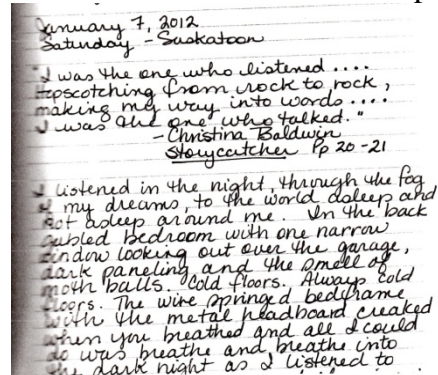 January 7, 2012
Saturday - Saskatoon
"I was the one who listened ....
Hopscotching from rock to rock,
making my way into words ....
I was the one who talked."
- Christina Baldwin
Storycatcher Pp 20-21
I listened in the night, through the fog
of my dreams, to the world asleep and
not asleep around me. In the back
gabled bedroom with one narrow
window looking out over the garage,
dark paneling and the smell of
moth balls. Cold floors. Always cold
floors. The wire springed bedframe
with the metal headboard creaked
when you breathed and all I could
do was breathe and breathe into
the dark night as I listened to